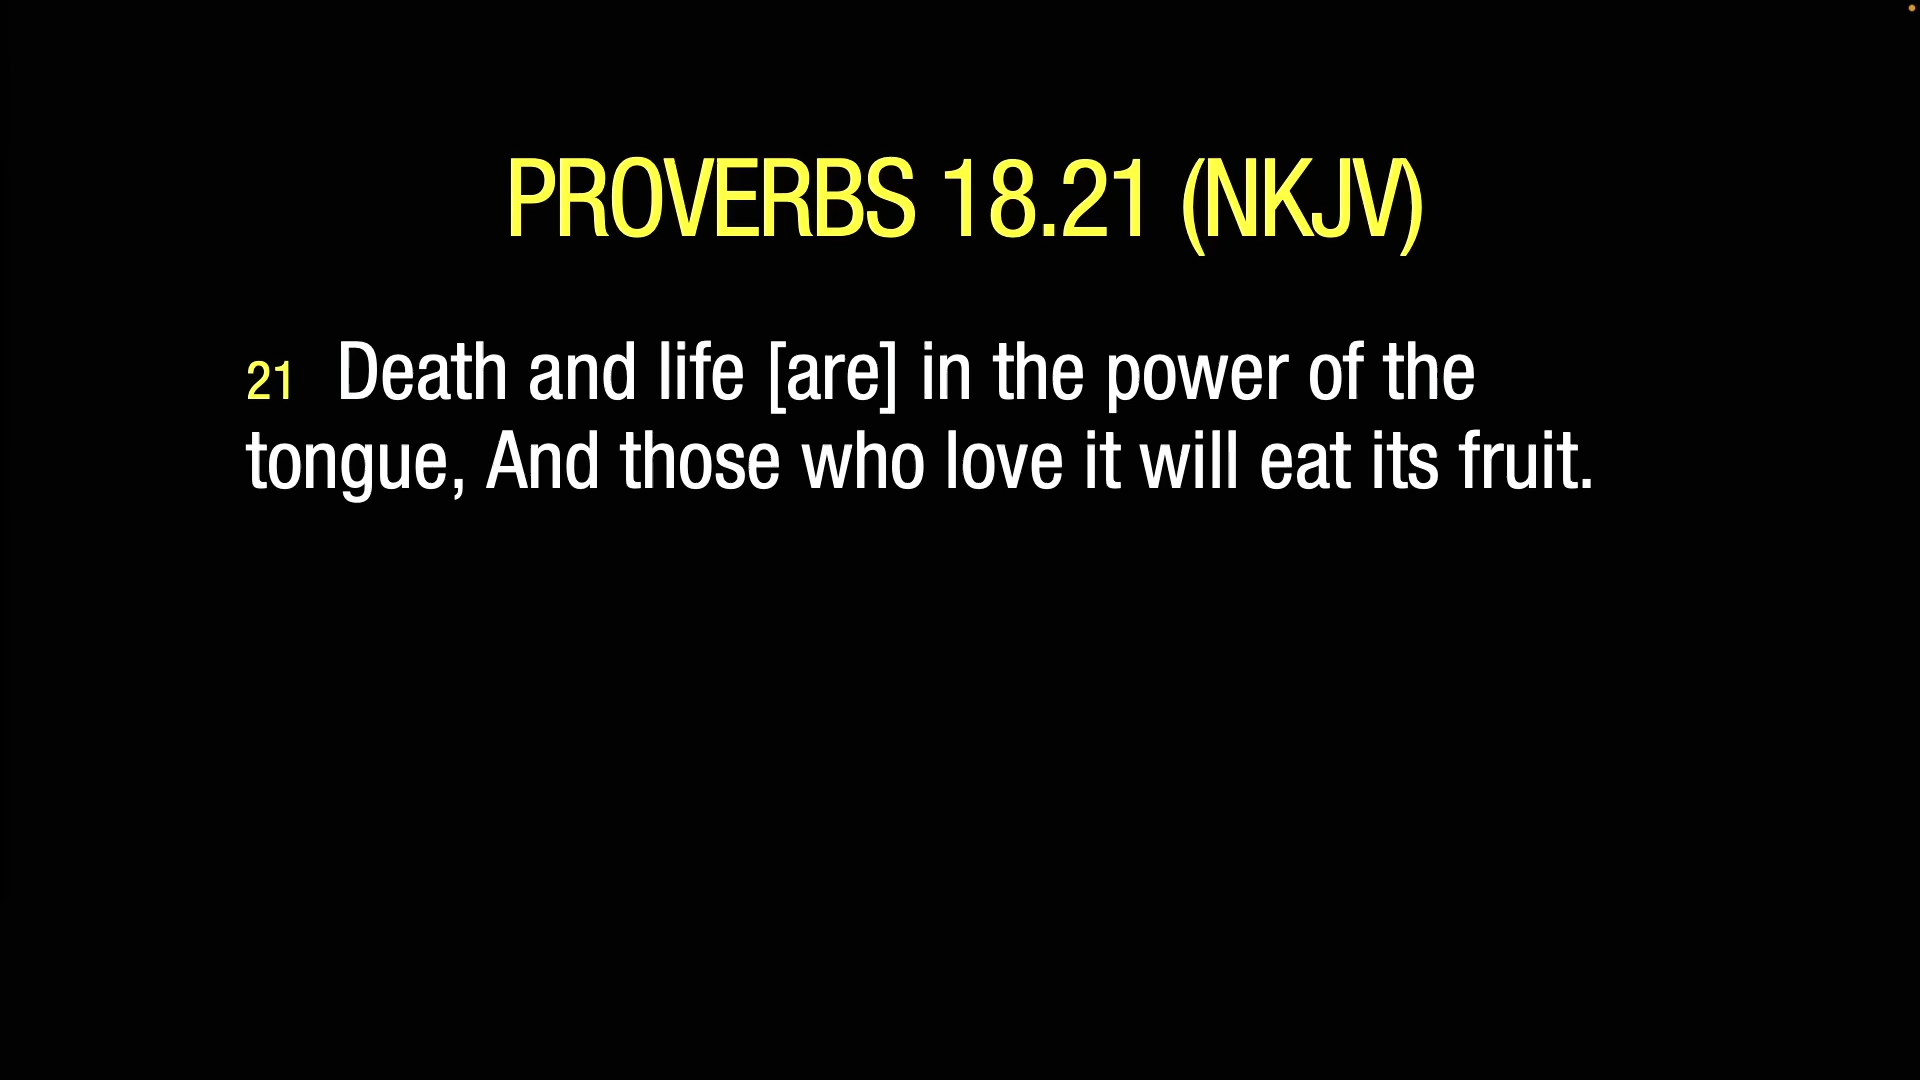 PROVERBS 18.21 (NKJV)
21 Death and life [are] in the power of the
tongue, And those who love it will eat its fruit.